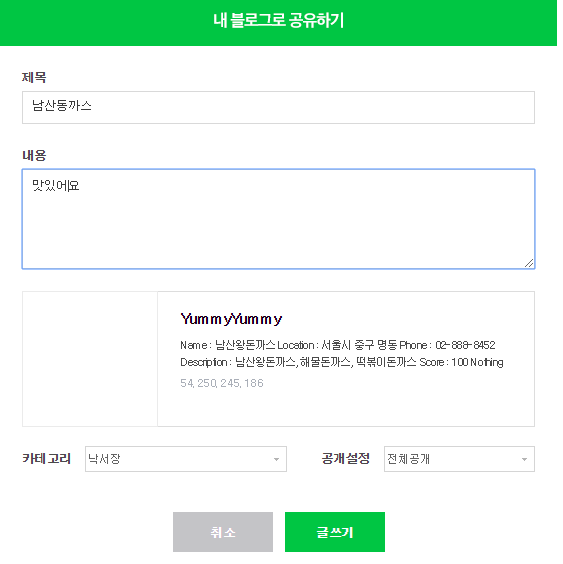 내 블로그로 공유하기
제목
남산동까스
내용
맛있어요
YummyYummy
Name : 남산왕돈까스 Location : 서울시 중구 명동 Phone : 02-888-8452
Description : 남산왕돈까스, 해물돈까스, 떡볶이돈까스 Score : 100 Nothing
54, 250, 245, 186
카테고리 낙서장 공개설정 전체공개
취소 글쓰기